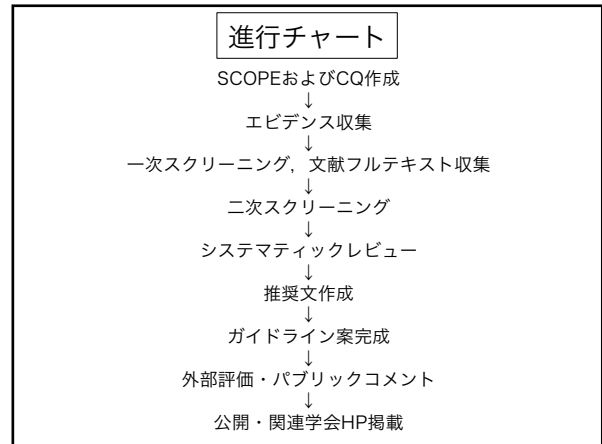 進行チャート
SCOPEおよびCQ作成
↓
エビデンス収集
↓
一次スクリーニング，文献フルテキスト収集
↓
二次スクリーニング
↓
システマティックレビュー
↓
推奨文作成
↓
ガイドライン案完成
↓
外部評価・パブリックコメント
↓
公開・関連学会HP掲載